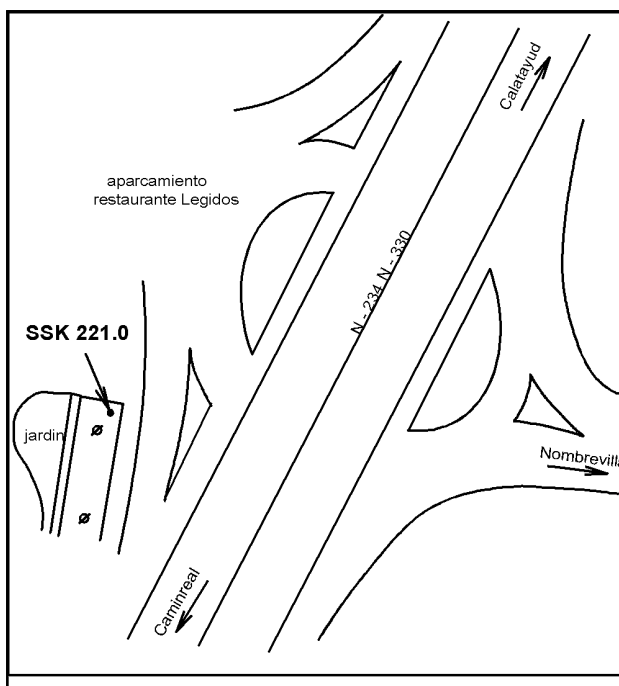 Calatayud
aparcamiento
restaurante Legidos
N - 234 N - 330
SSK 221.0
jardin
Nombrevilla
Caminreal